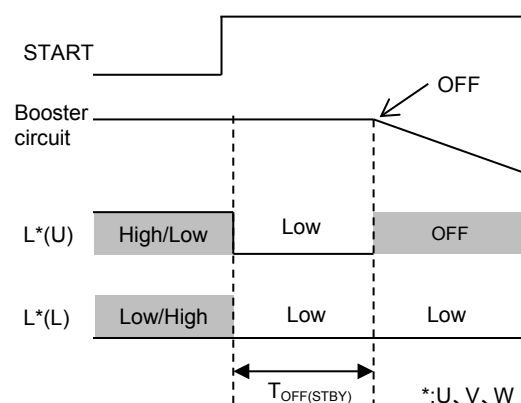 START
OFF
Booster
circuit
L*(U) High/Low Low OFF
L*(L) Low/High Low Low
TOFF(STBY) *:U、V、W